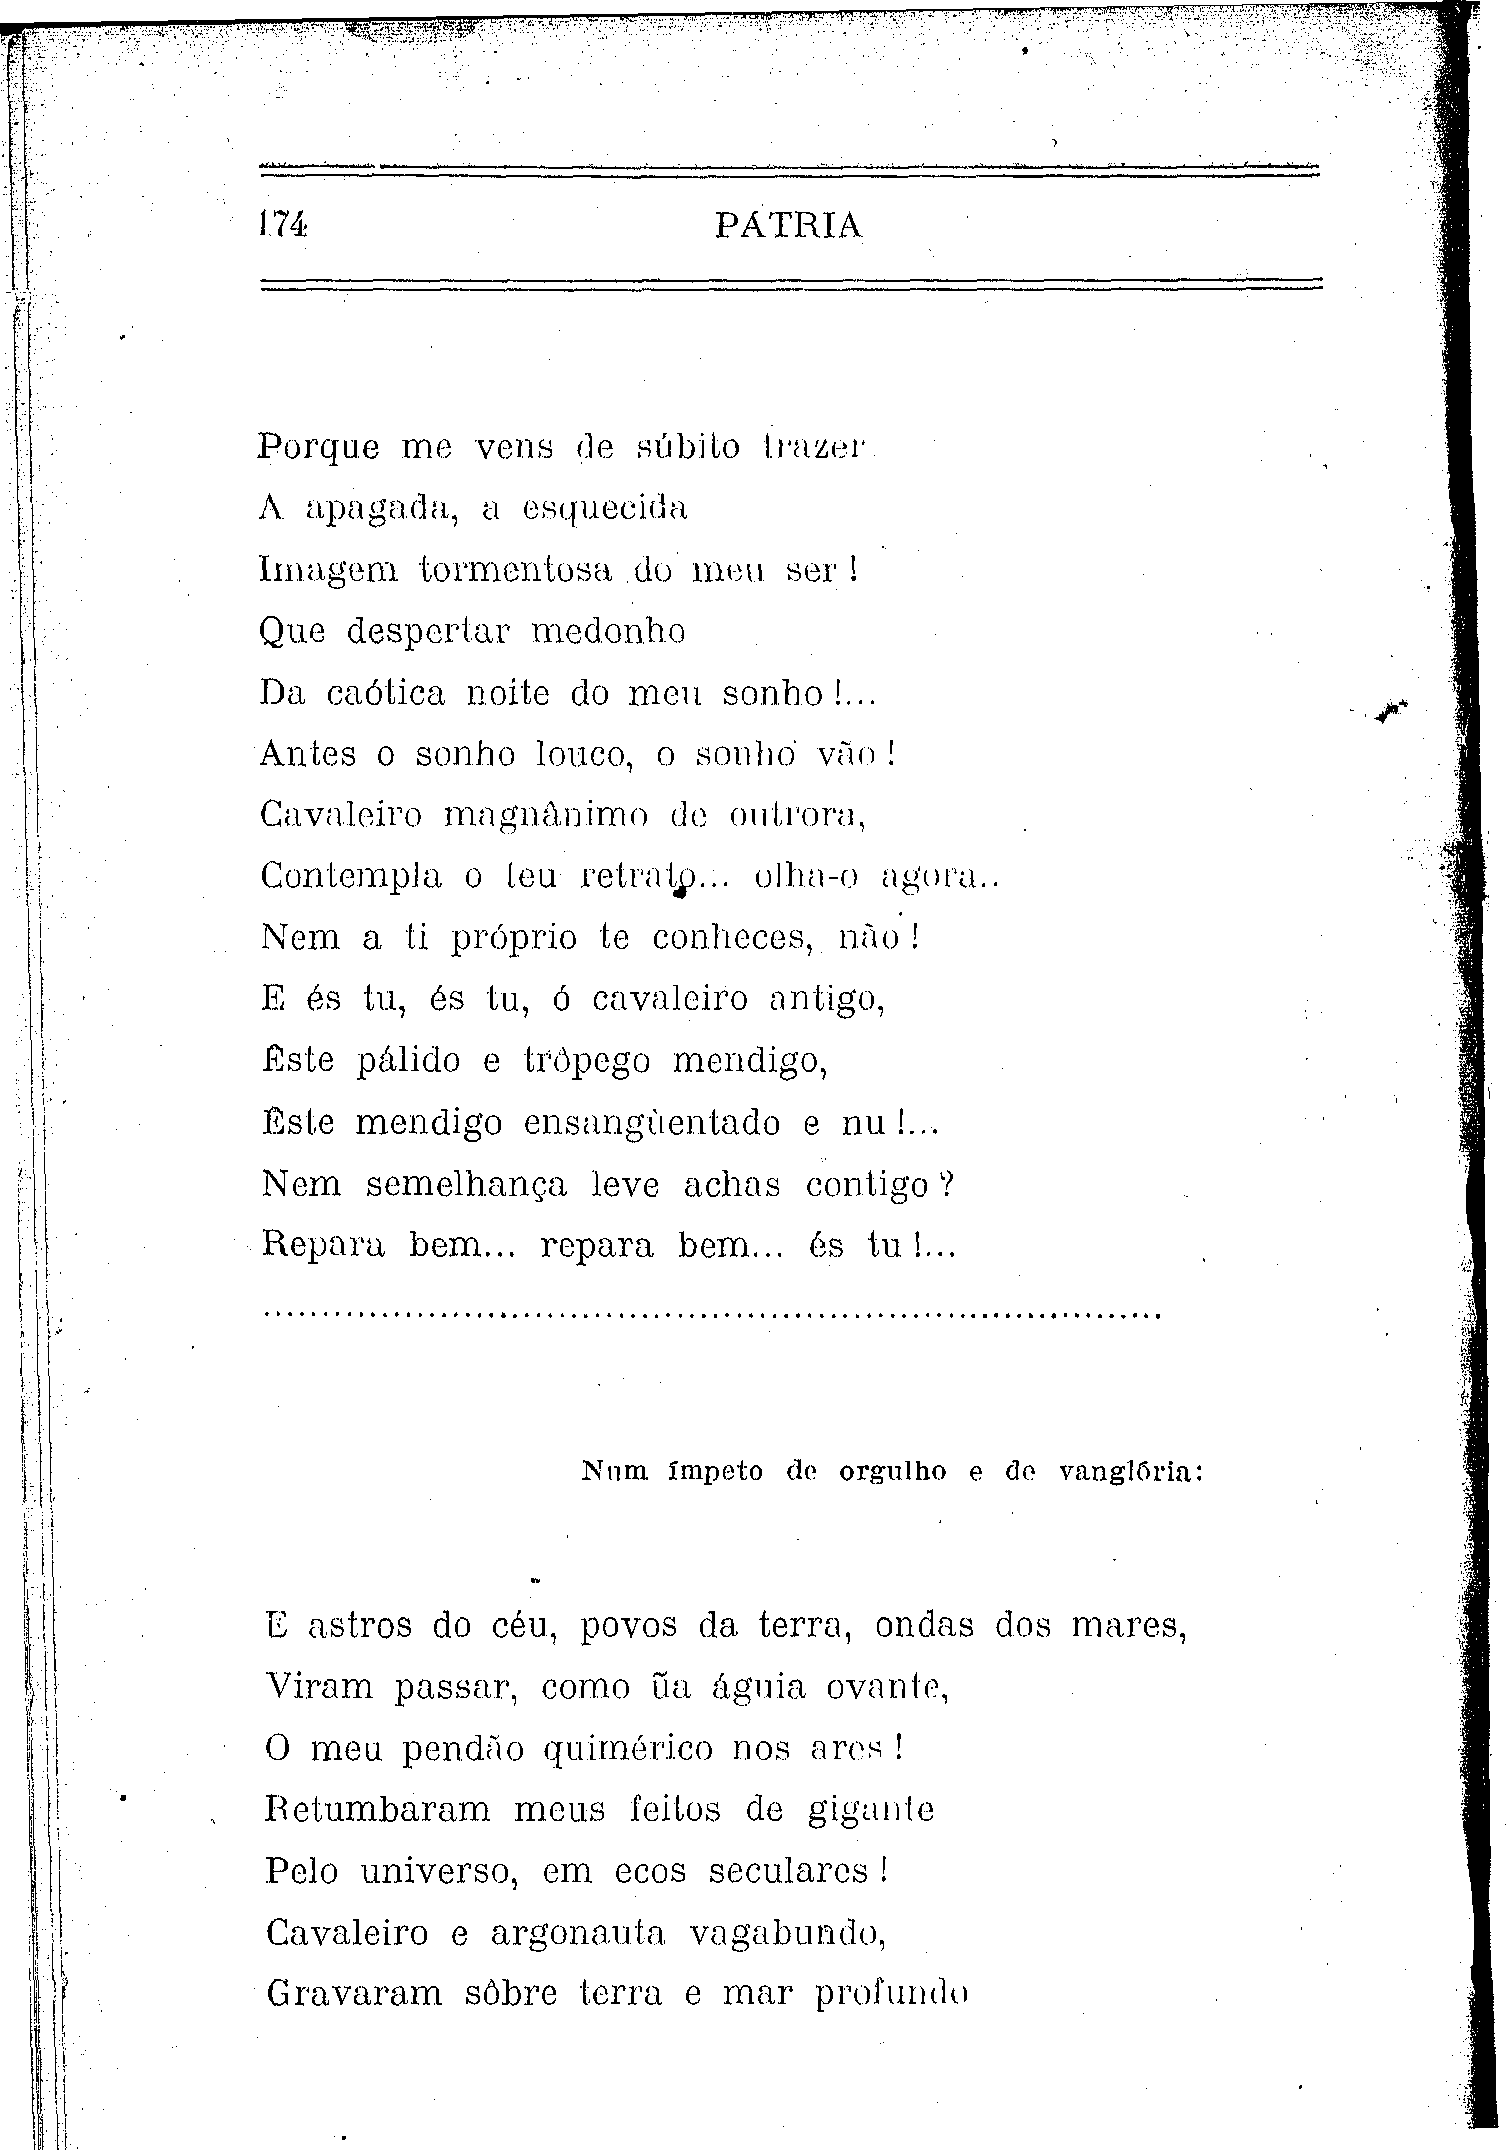 174 PÁTRIA
Porque me vens de súbito trazer
A apagada, a esquecida
Imagem tormentosa do meu ser !
Que despertar medonho
Da caótica noite do meu sonho !...
Antes o sonho louco, o sonho vão !
Cavaleiro magnânimo de outrora,
Contempla o teu retrato... olha-o agora..
Nem a ti próprio te conheces, não !
E és tu, és tu, ó cavaleiro antigo,
Êste pálido e trôpego mendigo,
Êste mendigo ensangùentado e nu !...
Nem semelhança leve achas contigo ?
Repara bem... repara bem... és tu !...
............................................................................
Num ímpeto de orgulho e de vanglória:
E astros do céu, povos da terra, ondas dos mares,
Viram passar, como ũa águia ovante,
O meu pendão quimérico nos ares !
Retumbaram meus feitos de gigante
Pelo universo, em ecos seculares !
Cavaleiro e argonauta vagabundo,
Gravaram sôbre terra e mar profundo